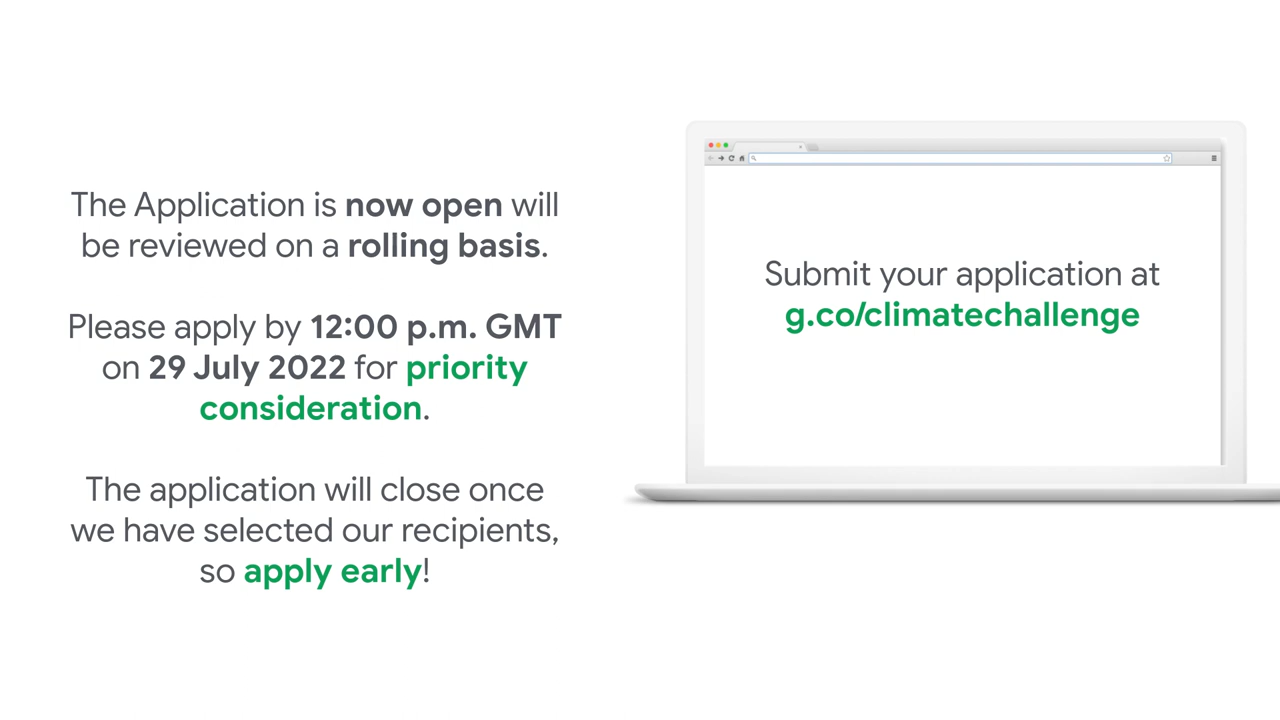 The Application is now open will
be reviewed on a rolling basis.
Please apply by 12:00 p.m. GMT
on 29 July 2022 for priority
consideration.
The application will close once
we have selected our recipients,
so apply early!
Submit your application at
g.co/climatechallenge